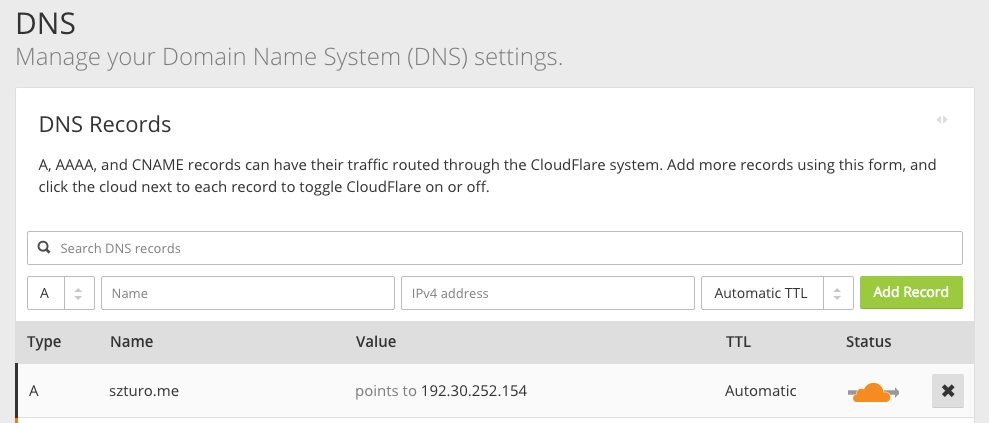 DNS
Manage your Domain Name System (DNS) settings.
DNS Records
A, AAAA, and CNAME records can have their traffic routed through the CloudFlare system. Add more records using this form, and
click the cloud next to each record to toggle CloudFlare on or off.
Search DNS records
A Name IPv4 address Automatic TTL Add Record
Type Name Value TTL Status
A szturo.me points to 192.30.252.154 Automatic